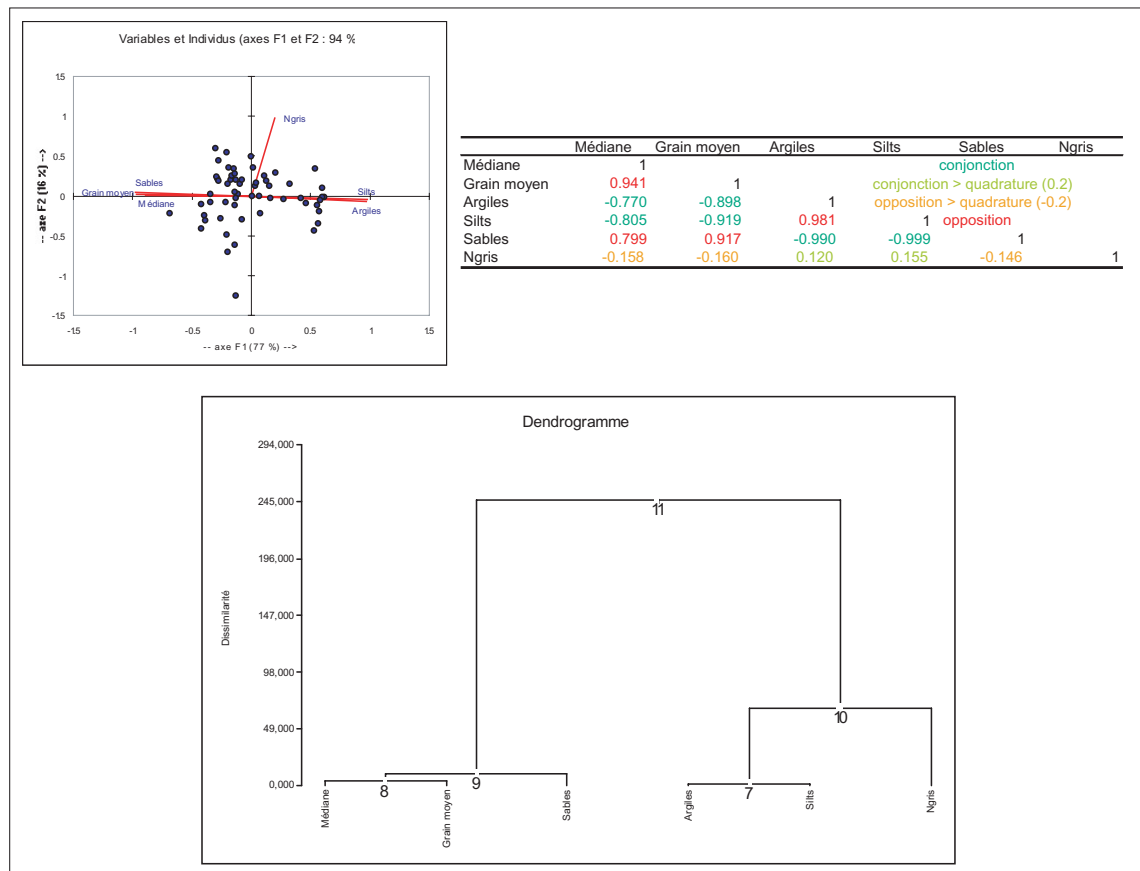 Variables et Individus (axes F1 et F2 : 94 %
15
1
0.5
0
-0.5
-1
-15
-- axe F2 (16 %) -->
Ngris
Sables
Grain moyen
Médiane
Silts
Argiles
-15 -1 -0.5 0 0.5 1 15
-- axe F1 (77 %) -->
Médiane Grain moyen Argiles Silts Sables Ngris
Médiane 1 conjonction
Grain moyen 0.941 1 conjonction > quadrature (0.2)
Argiles -0.770 -0.898 1 opposition > quadrature (-0.2)
Silts -0.805 -0.919 0.981 1 opposition
Sables 0.799 0.917 -0.990 -0.999 1
Ngris -0.158 -0.160 0.120 0.155 -0.146 1
Dendrogramme
294,000
245,000
196,000
147,000
98,000
49,000
0,000
Dissimilarité
11
10
8
9
7
Médiane
Grain moyen
Sables
Argiles
Silts
Ngris